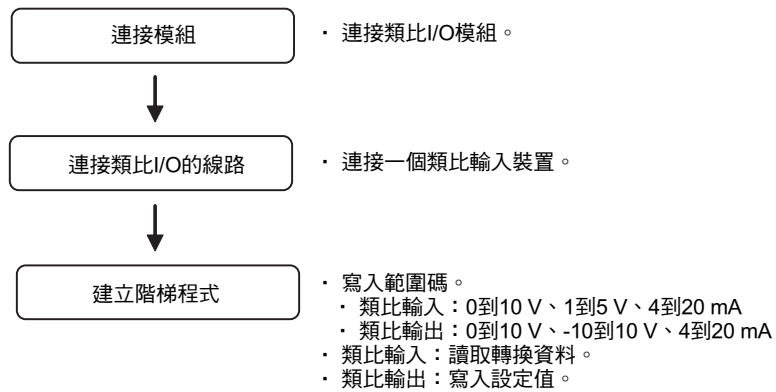 連接模組
・ 連接類比I/O模組。
連接類比I/O的線路
・ 連接一個類比輸入裝置。
建立階梯程式
・ 寫入範圍碼。
・ 類比輸入：0到10 V、1到5 V、4到20 mA
・ 類比輸出：0到10 V、-10到10 V、4到20 mA
・ 類比輸入：讀取轉換資料。
・ 類比輸出：寫入設定值。